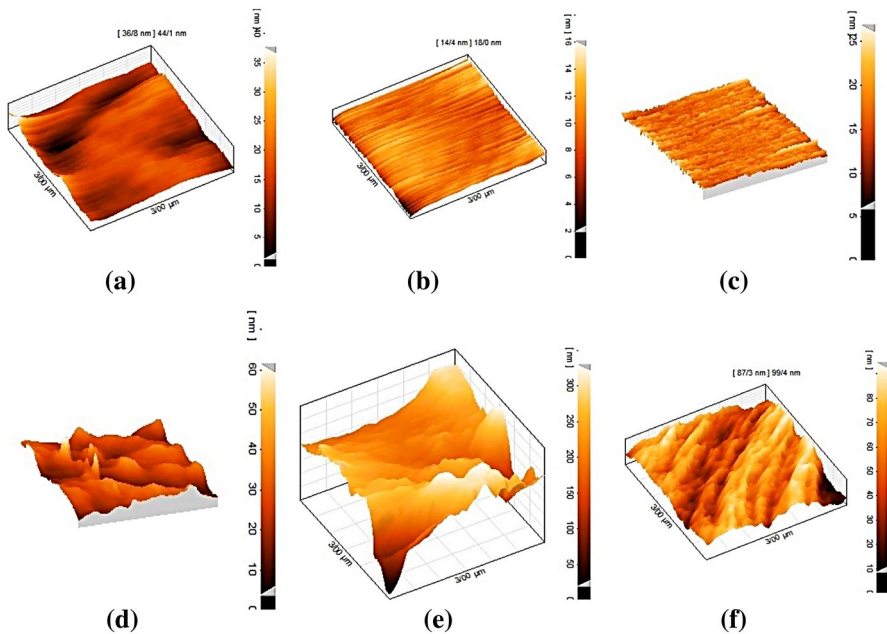 [ 36/8 nm ] 44/1 nm
[ nm ]
40
35
30
25
20
15
10
5
0
3/00 µm
3/00 µm
(a)
[ 14/4 nm ] 18/0 nm
[ nm ]
16
14
12
10
8
6
4
2
0
3/00 µm
3/00 µm
(b)
[ nm ]
25
20
15
10
5
0
(c)
[ nm ]
60
50
40
30
20
10
0
(d)
[ nm ]
300
250
200
150
100
50
0
3/00 µm
3/00 µm
(e)
[ 87/3 nm ] 99/4 nm
[ nm ]
90
80
70
60
50
40
30
20
10
0
3/00 µm
3/00 µm
(f)